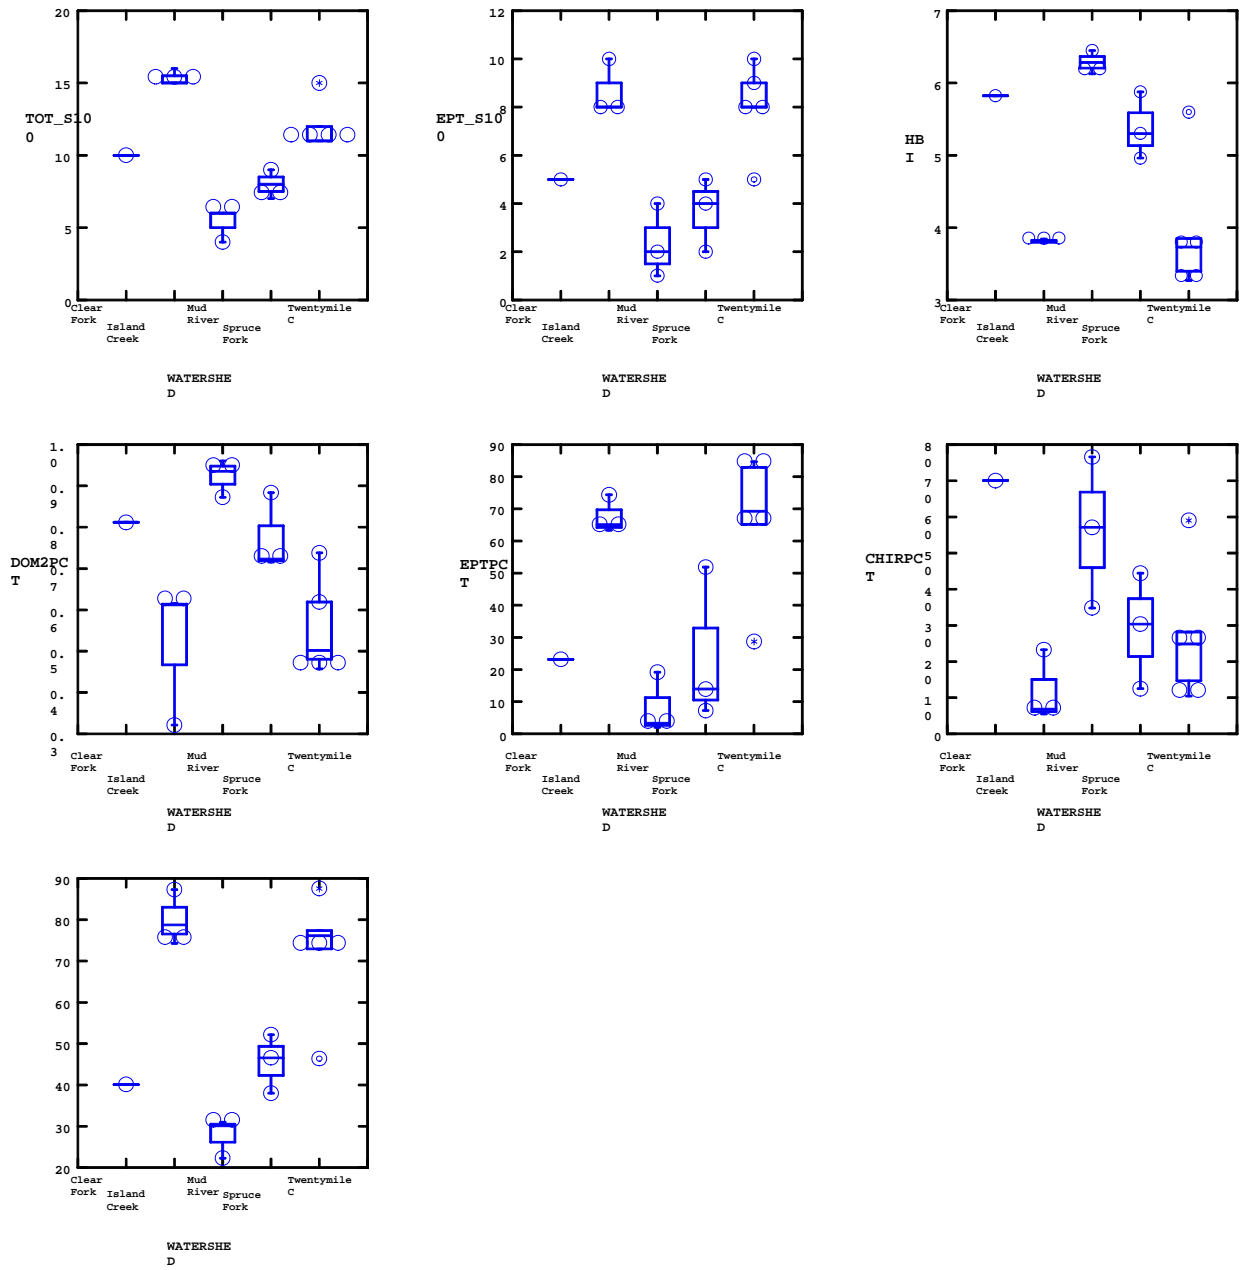 20
15
10
5
0
TOT_S10
0
Clear
Fork
Island
Creek
Mud
River
Spruce
Fork
Twentymile
C
WATERSHE
D
12
10
8
6
4
2
0
EPT_S10
0
Clear
Fork
Island
Creek
Mud
River
Spruce
Fork
Twentymile
C
WATERSHE
D
7
6
5
4
3
HB
I
Clear
Fork
Island
Creek
Mud
River
Spruce
Fork
Twentymile
C
WATERSHE
D
1.
0
0.
9
0.
8
0.
7
0.
6
0.
5
0.
4
0.
3
DOM2PC
T
Clear
Fork
Island
Creek
Mud
River
Spruce
Fork
Twentymile
C
WATERSHE
D
90
80
70
60
50
40
30
20
10
0
EPTPC
T
Clear
Fork
Island
Creek
Mud
River
Spruce
Fork
Twentymile
C
WATERSHE
D
8
0
7
0
6
0
5
0
4
0
3
0
2
0
1
0
0
CHIRPC
T
Clear
Fork
Island
Creek
Mud
River
Spruce
Fork
Twentymile
C
WATERSHE
D
90
80
70
60
50
40
30
20
Clear
Fork
Island
Creek
Mud
River
Spruce
Fork
Twentymile
C
WATERSHE
D